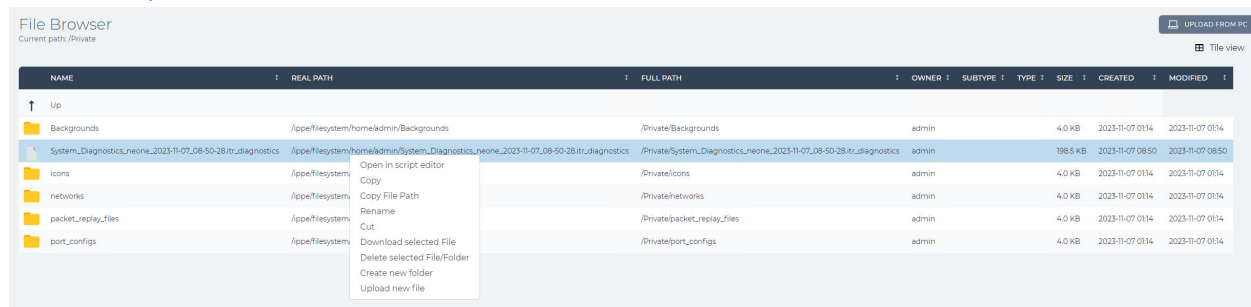 File Browser
Current path: /Private
UPLOAD FROM PC
Tile view
NAME REAL PATH FULL PATH OWNER SUBTYPE TYPE SIZE CREATED MODIFIED
Up
Backgrounds /ippe/filesystem/home/admin/Backgrounds /Private/Backgrounds admin 4.0 KB 2023-11-07 01:14 2023-11-07 01:14
System_Diagnostics_neone_2023-11-07_08-50-28.itr_diagnostics /ippe/filesystem/home/admin/System_Diagnostics_neone_2023-11-07_08-50-28.itr_diagnostics /Private/System_Diagnostics_neone_2023-11-07_08-50-28.itr_diagnostics admin 198.5 KB 2023-11-07 08:50 2023-11-07 08:50
icons /ippe/filesystem/ /Private/icons admin 4.0 KB 2023-11-07 01:14 2023-11-07 01:14
networks /ippe/filesystem/ /Private/networks admin 4.0 KB 2023-11-07 01:14 2023-11-07 01:14
packet_replay_files /ippe/filesystem/ /Private/packet_replay_files admin 4.0 KB 2023-11-07 01:14 2023-11-07 01:14
port_configs /ippe/filesystem/ /Private/port_configs admin 4.0 KB 2023-11-07 01:14 2023-11-07 01:14
Open in script editor
Copy
Copy File Path
Rename
Cut
Download selected File
Delete selected File/Folder
Create new folder
Upload new file